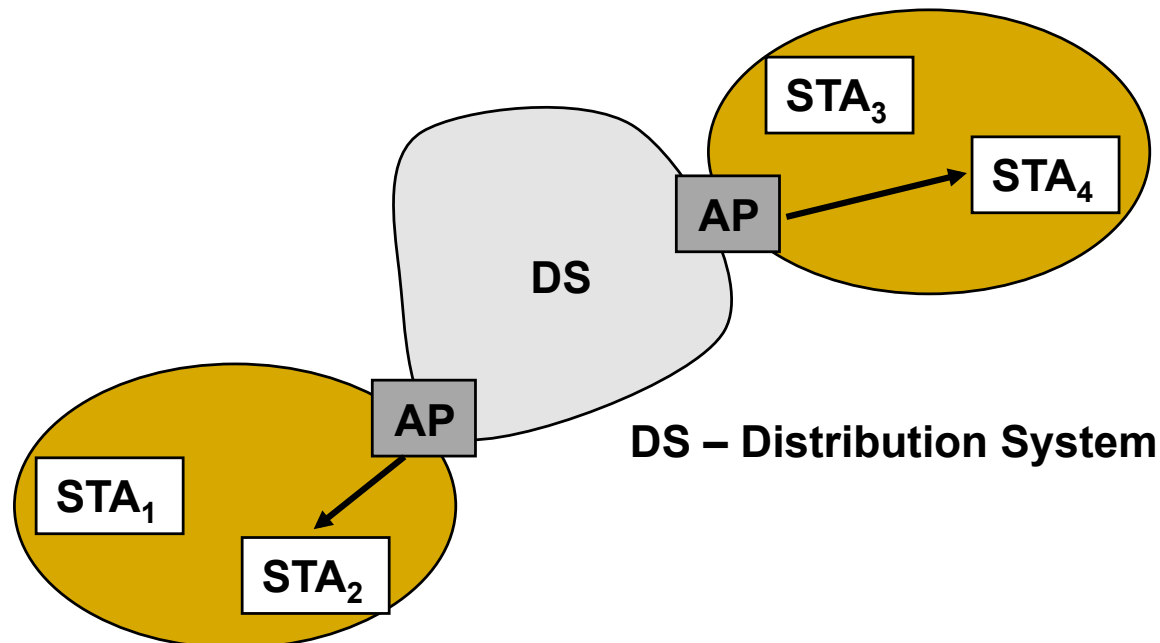 STA₃
STA₄
AP
DS
AP
DS – Distribution System
STA₁
STA₂